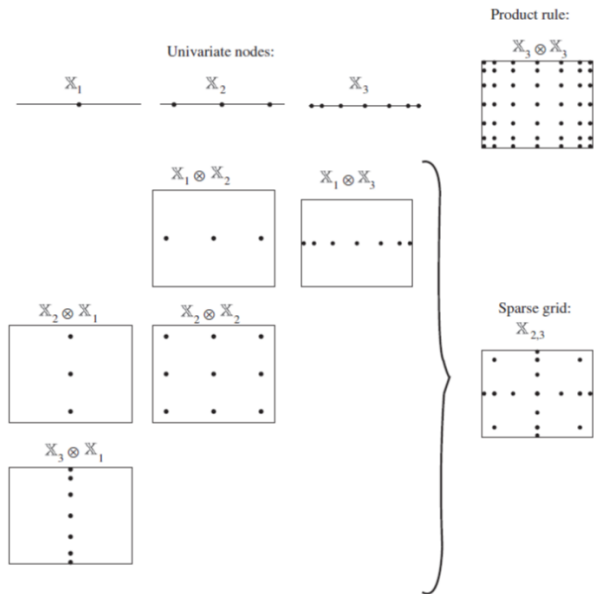 Product rule:
𝕏₃ ⊗ 𝕏₃
Univariate nodes:
𝕏₁
𝕏₂
𝕏₃
𝕏₁ ⊗ 𝕏₂
𝕏₁ ⊗ 𝕏₃
𝕏₂ ⊗ 𝕏₁
𝕏₂ ⊗ 𝕏₂
Sparse grid:
𝕏₂,₃
𝕏₃ ⊗ 𝕏₁